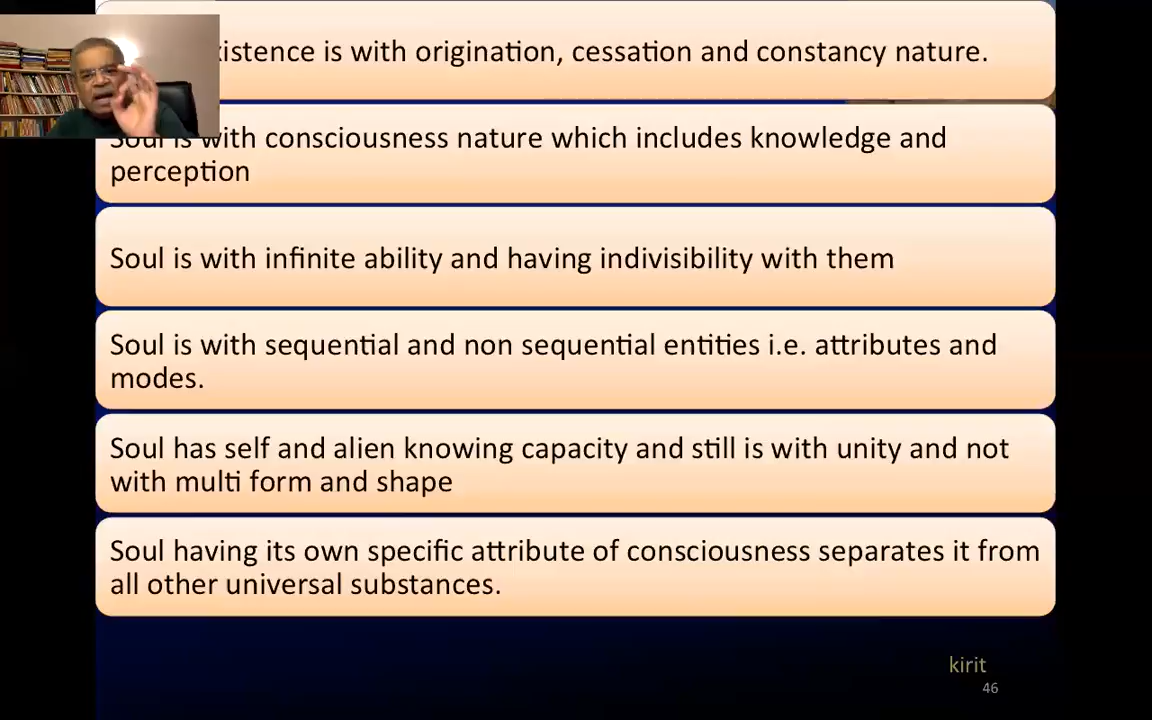 is with origination, cessation and constancy nature.
Soul is with consciousness nature which includes knowledge and
perception
Soul is with infinite ability and having indivisibility with them
Soul is with sequential and non sequential entities i.e. attributes and
modes.
Soul has self and alien knowing capacity and still is with unity and not
with multi form and shape
Soul having its own specific attribute of consciousness separates it from
all other universal substances.
kirit
46